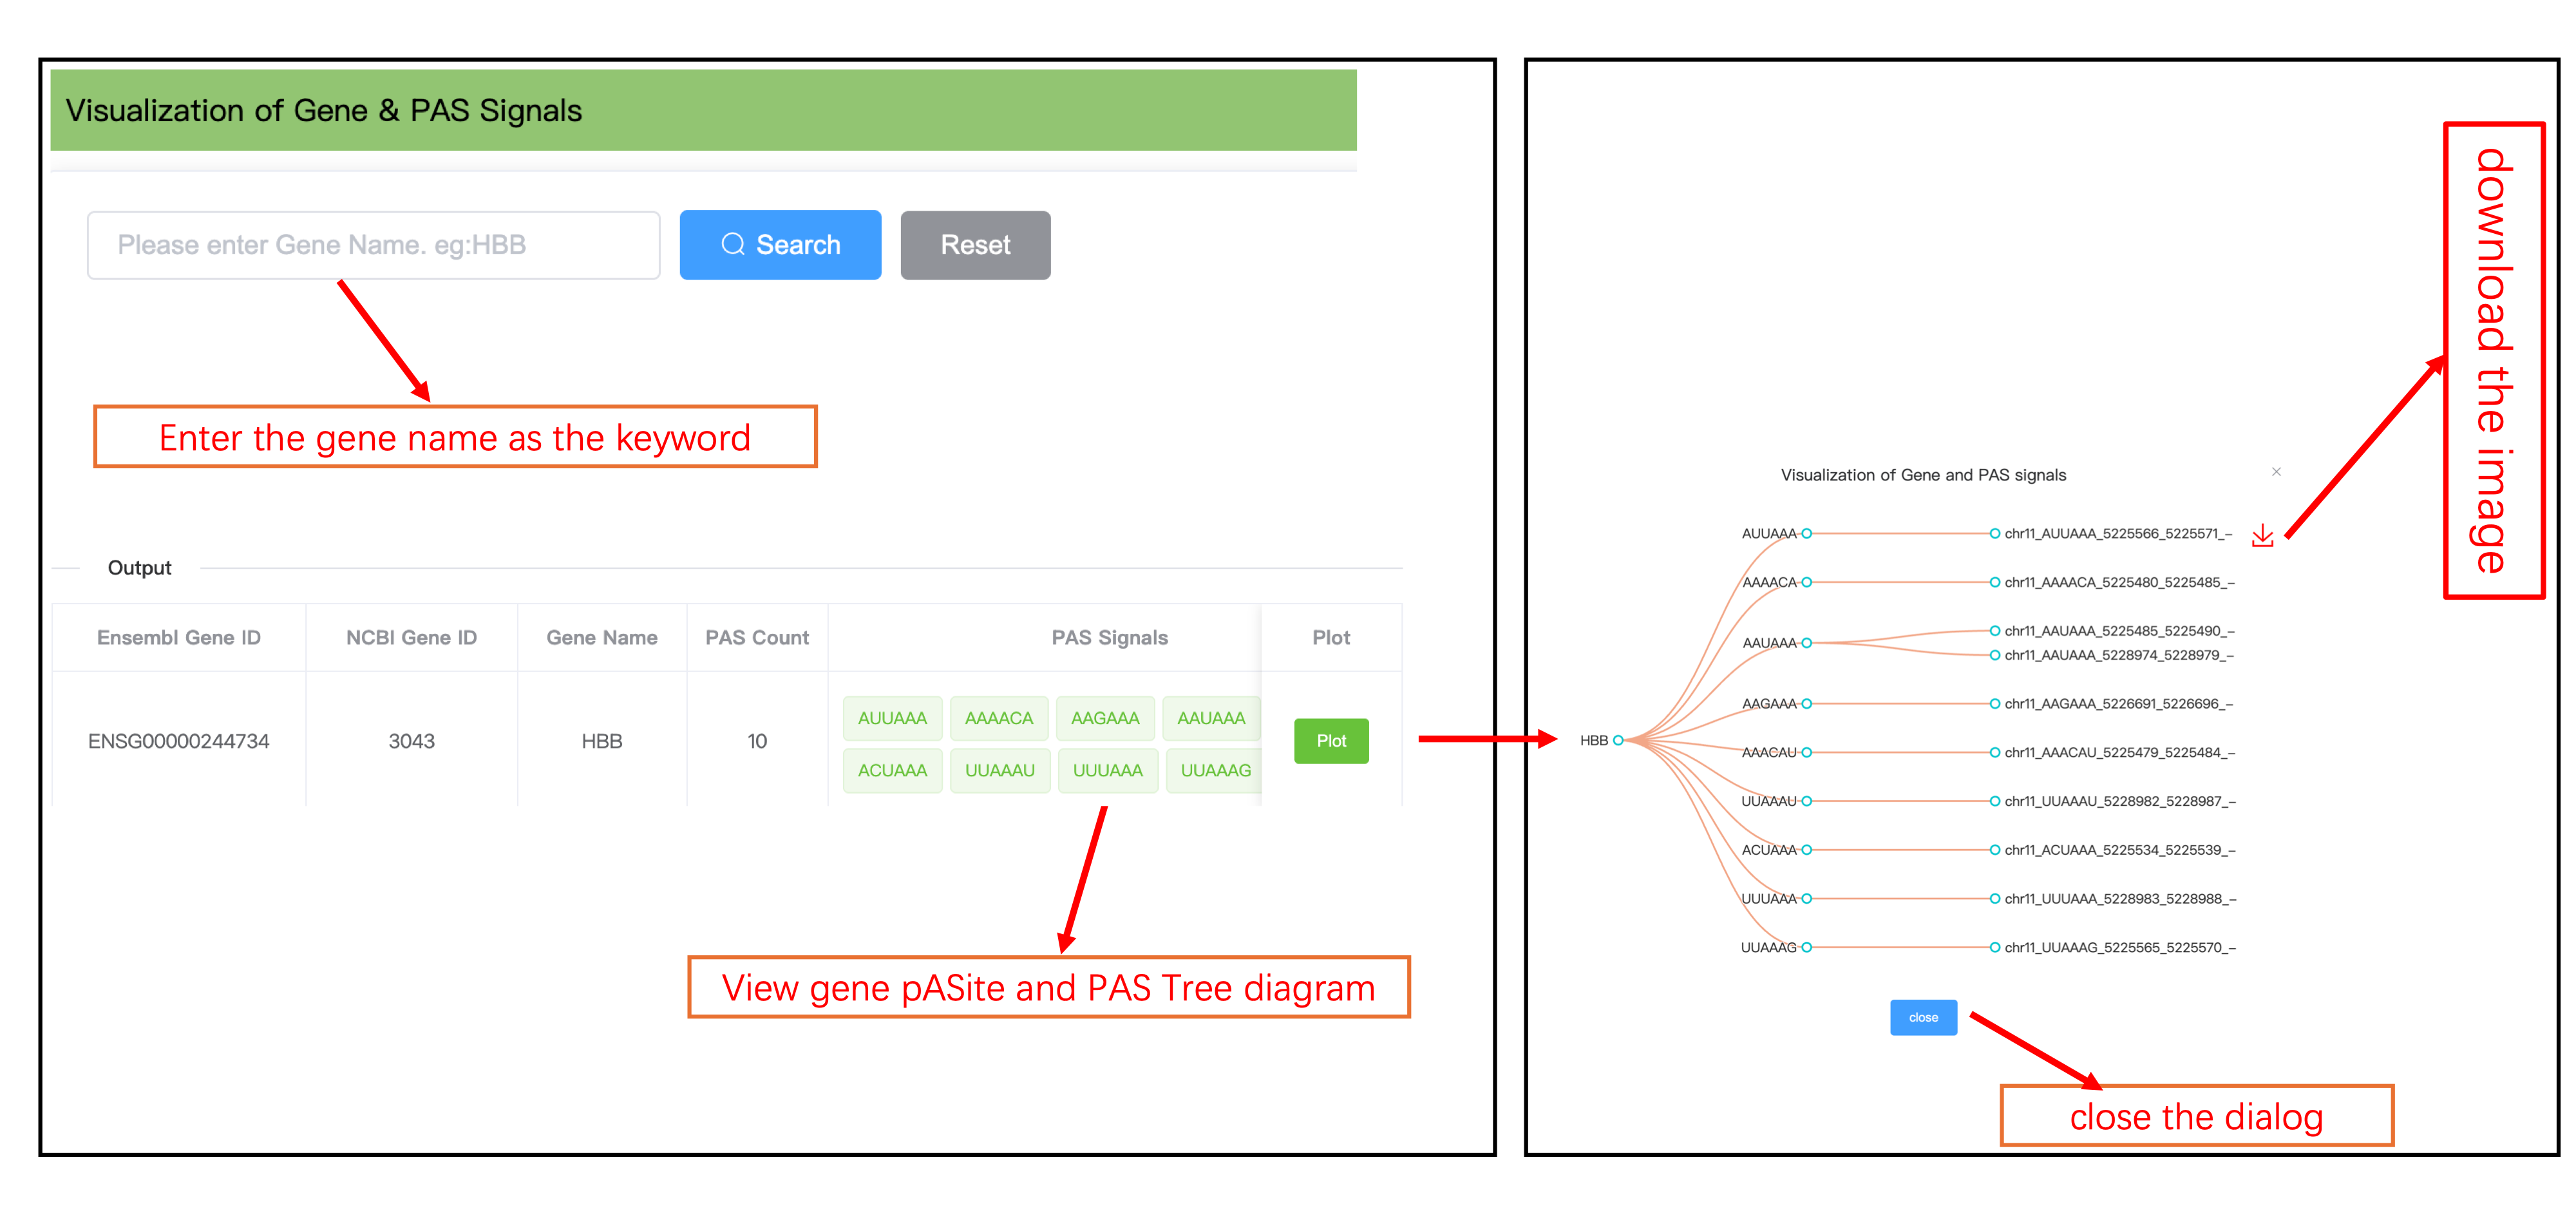 Visualization of Gene & PAS Signals
Please enter Gene Name. eg:HBB
Search
Reset
Enter the gene name as the keyword
Output
Ensembl Gene ID NCBI Gene ID Gene Name PAS Count PAS Signals Plot
AUUAAA AAAACA AAGAAA AAUAAA
ENSG00000244734 3043 HBB 10 Plot
ACUAAA UUAAAU UUUAAA UUAAAG
View gene pASite and PAS Tree diagram
download the image
Visualization of Gene and PAS signals
AUUAAA chr11_AUUAAA_5225566_5225571_-
AAAACA chr11_AAAACA_5225480_5225485_-
chr11_AAUAAA_5225485_5225490_-
AAUAAA
chr11_AAUAAA_5228974_5228979_-
AAGAAA chr11_AAGAAA_5226691_5226696_-
HBB
AAACAU chr11_AAACAU_5225479_5225484_-
UUAAAU chr11_UUAAAU_5228982_5228987_-
ACUAAA chr11_ACUAAA_5225534_5225539_-
UUUAAA chr11_UUUAAA_5228983_5228988_-
UUAAAG chr11_UUAAAG_5225565_5225570_-
close
close the dialog